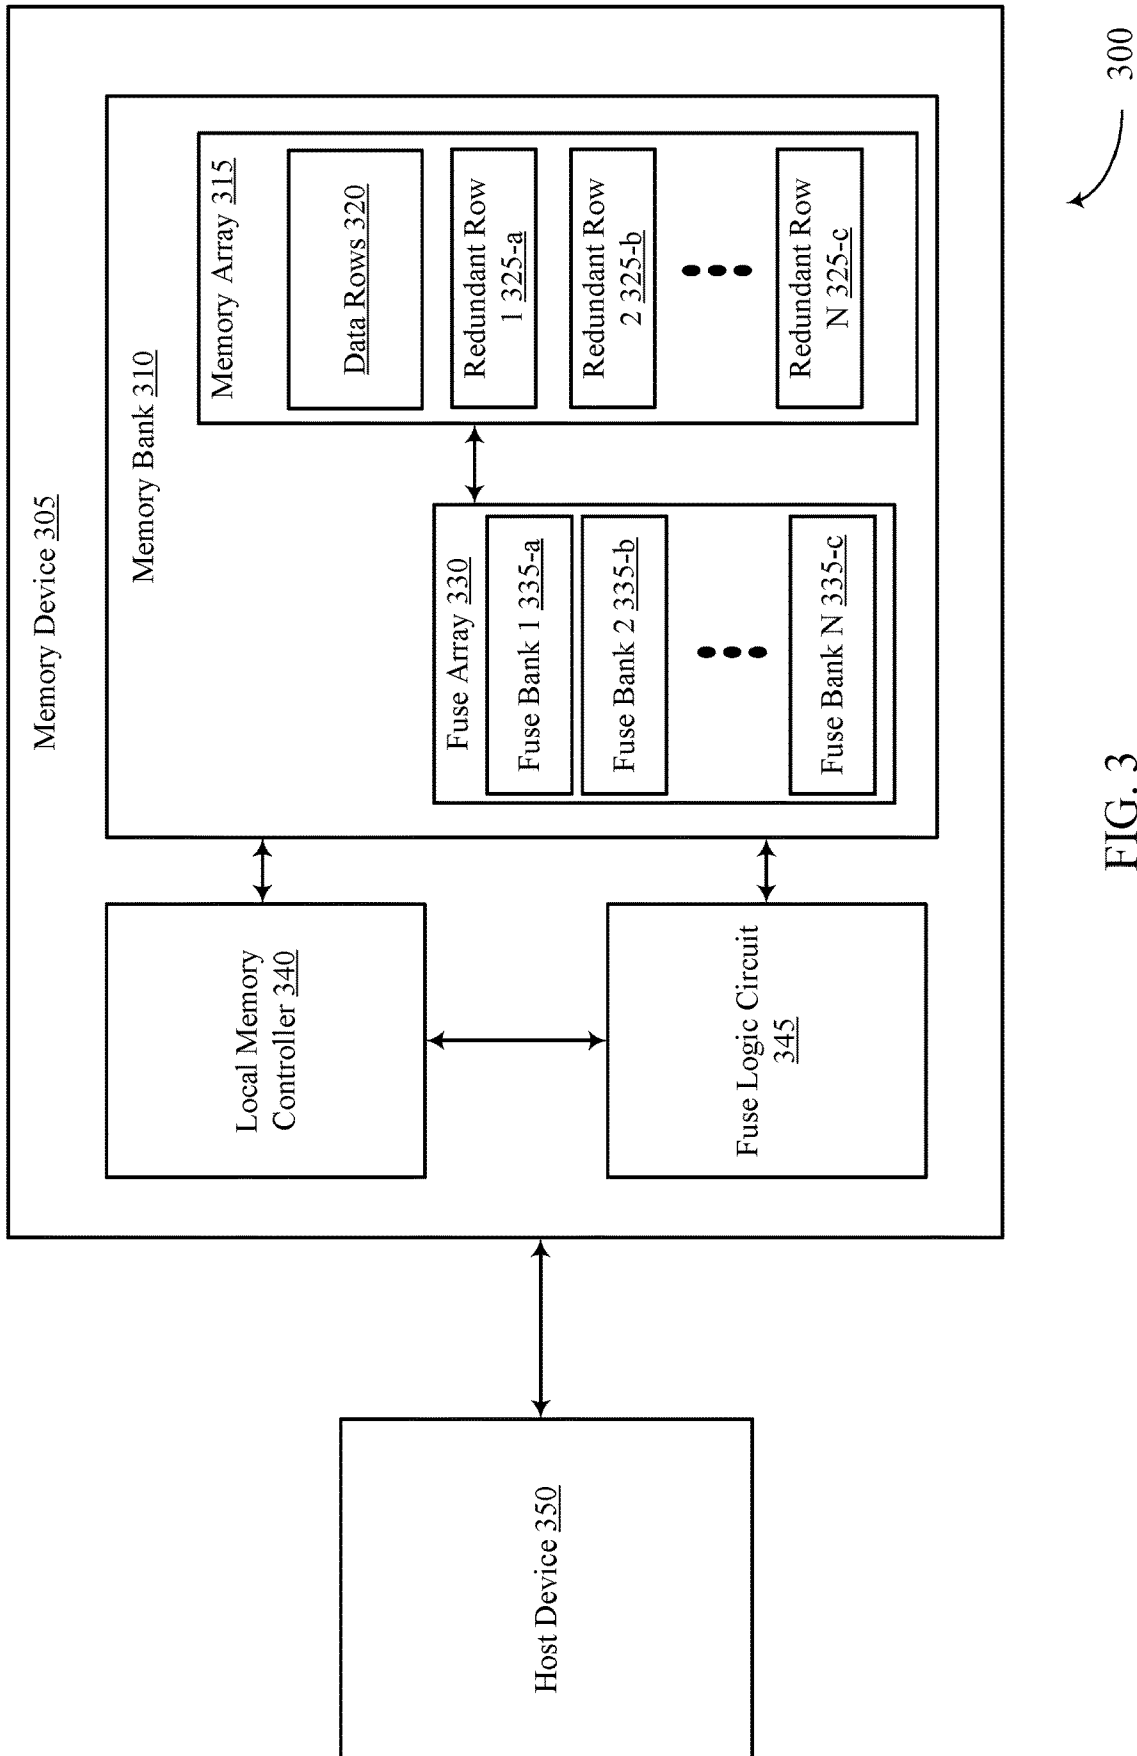 Memory Device 305
Memory Bank 310
Memory Array 315
Data Rows 320
Redundant Row
1 325-a
Redundant Row
2 325-b
Redundant Row
N 325-c
Fuse Array 330
Fuse Bank 1 335-a
Fuse Bank 2 335-b
Fuse Bank N 335-c
Local Memory
Controller 340
Fuse Logic Circuit
345
Host Device 350
300
FIG. 3